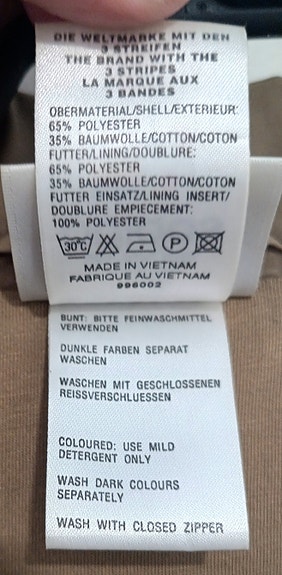 DIE WELTMARKE MIT DEN
3 STREIFEN
THE BRAND WITH THE
3 STRIPES
LA MARQUE AUX
3 BANDES
OBERMATERIAL/SHELL/EXTERIEUR:
65% POLYESTER
35% BAUMWOLLE/COTTON/COTON
FUTTER/LINING/DOUBLURE:
65% POLYESTER
35% BAUMWOLLE/COTTON/COTON
FUTTER EINSATZ/LINING INSERT/
DOUBLURE EMPIECEMENT:
100% POLYESTER
30°C P
MADE IN VIETNAM
FABRIQUE AU VIETNAM
996002
BUNT: BITTE FEINWASCHMITTEL
VERWENDEN
DUNKLE FARBEN SEPARAT
WASCHEN
WASCHEN MIT GESCHLOSSENEN
REISSVERSCHLUESSEN
COLOURED: USE MILD
DETERGENT ONLY
WASH DARK COLOURS
SEPARATELY
WASH WITH CLOSED ZIPPER